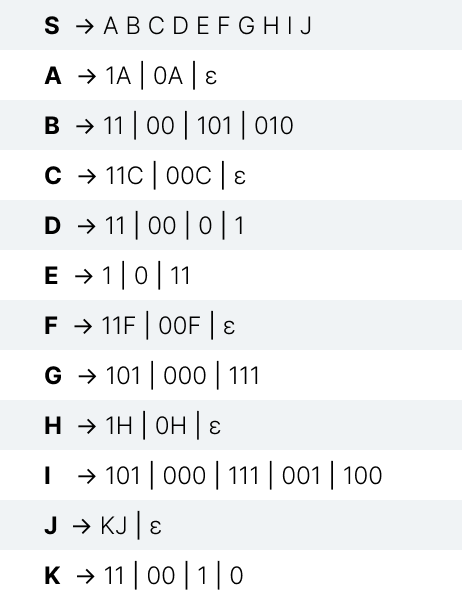 S → A B C D E F G H I J
A → 1A | 0A | ε
B → 11 | 00 | 101 | 010
C → 11C | 00C | ε
D → 11 | 00 | 0 | 1
E → 1 | 0 | 11
F → 11F | 00F | ε
G → 101 | 000 | 111
H → 1H | 0H | ε
I → 101 | 000 | 111 | 001 | 100
J → KJ | ε
K → 11 | 00 | 1 | 0